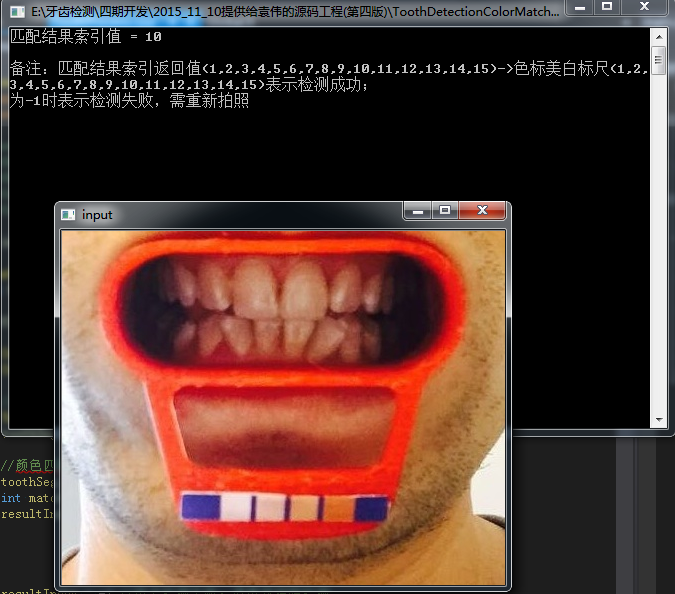 E:\牙齿检测\四期开发\2015_11_10提供给袁伟的源码工程(第四版)\ToothDetectionColorMatch...
匹配结果索引值 = 10
备注: 匹配结果索引返回值(1,2,3,4,5,6,7,8,9,10,11,12,13,14,15)->色标美白标尺(1,2,
3,4,5,6,7,8,9,10,11,12,13,14,15)表示检测成功;
为-1时表示检测失败, 需重新拍照
input
//颜色匹
toothSeg
int mat
resultIn